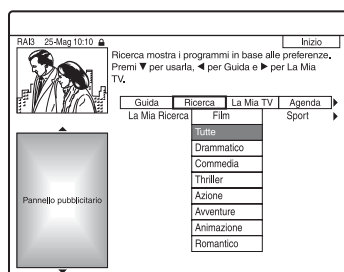 RAI3 25-Mag 10:10
Inizio
Ricerca mostra i programmi in base alle preferenze.
Premi ▼ per usarla, ◄ per Guida e ► per La Mia
TV.
Guida Ricerca La Mia TV Agenda
La Mia Ricerca Film Sport
Tutte
Drammatico
Commedia
Thriller
Azione
Avventure
Animazione
Romantico
Pannello pubblicitario